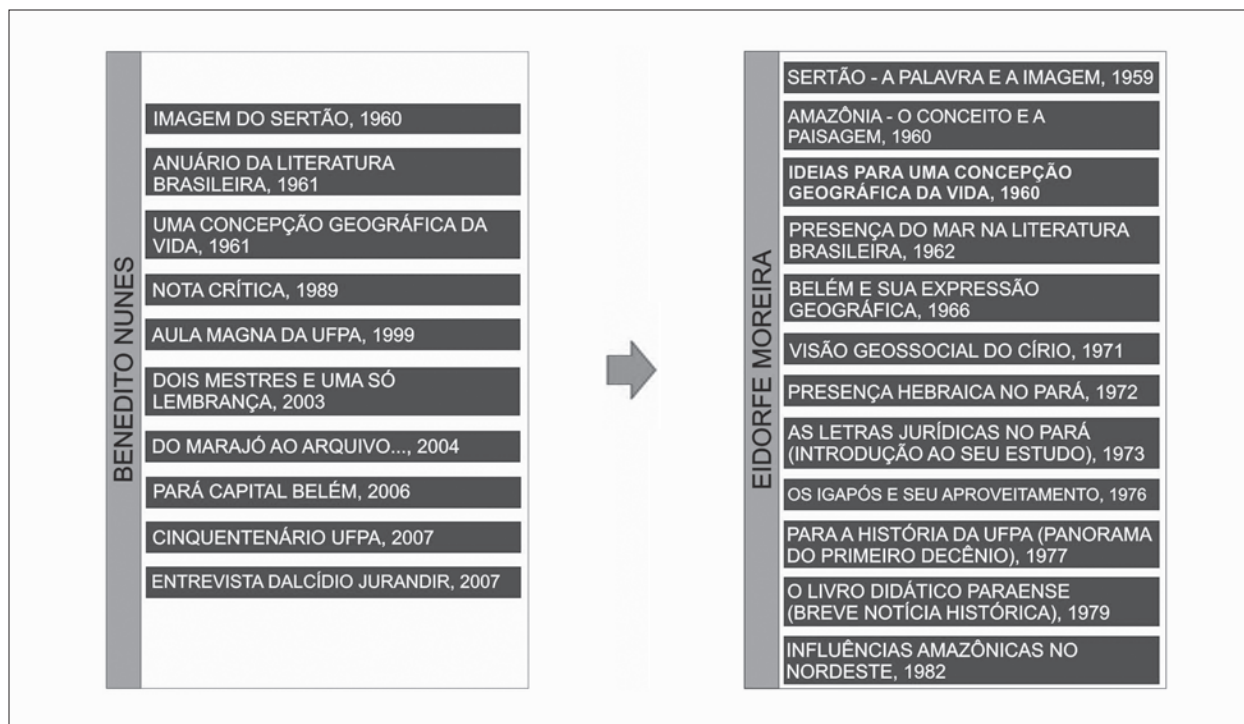 BENEDITO NUNES
IMAGEM DO SERTÃO, 1960
ANUÁRIO DA LITERATURA
BRASILEIRA, 1961
UMA CONCEPÇÃO GEOGRÁFICA DA
VIDA, 1961
NOTA CRÍTICA, 1989
AULA MAGNA DA UFPA, 1999
DOIS MESTRES E UMA SÓ
LEMBRANÇA, 2003
DO MARAJÓ AO ARQUIVO..., 2004
PARÁ CAPITAL BELÉM, 2006
CINQUENTENÁRIO UFPA, 2007
ENTREVISTA DALCÍDIO JURANDIR, 2007
EIDORFE MOREIRA
SERTÃO - A PALAVRA E A IMAGEM, 1959
AMAZÔNIA - O CONCEITO E A
PAISAGEM, 1960
IDEIAS PARA UMA CONCEPÇÃO
GEOGRÁFICA DA VIDA, 1960
PRESENÇA DO MAR NA LITERATURA
BRASILEIRA, 1962
BELÉM E SUA EXPRESSÃO
GEOGRÁFICA, 1966
VISÃO GEOSSOCIAL DO CÍRIO, 1971
PRESENÇA HEBRAICA NO PARÁ, 1972
AS LETRAS JURÍDICAS NO PARÁ
(INTRODUÇÃO AO SEU ESTUDO), 1973
OS IGAPÓS E SEU APROVEITAMENTO, 1976
PARA A HISTÓRIA DA UFPA (PANORAMA
DO PRIMEIRO DECÊNIO), 1977
O LIVRO DIDÁTICO PARAENSE
(BREVE NOTÍCIA HISTÓRICA), 1979
INFLUÊNCIAS AMAZÔNICAS NO
NORDESTE, 1982